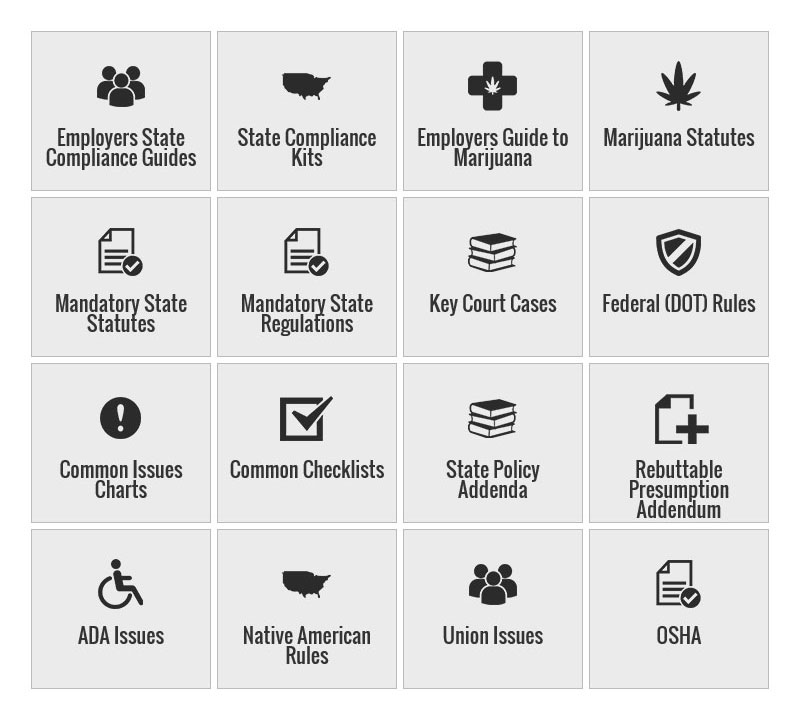 Employers State
Compliance Guides
State Compliance
Kits
Employers Guide to
Marijuana
Marijuana Statutes
Mandatory State
Statutes
Mandatory State
Regulations
Key Court Cases
Federal (DOT) Rules
Common Issues
Charts
Common Checklists
State Policy
Addenda
Rebuttable
Presumption
Addendum
ADA Issues
Native American
Rules
Union Issues
OSHA